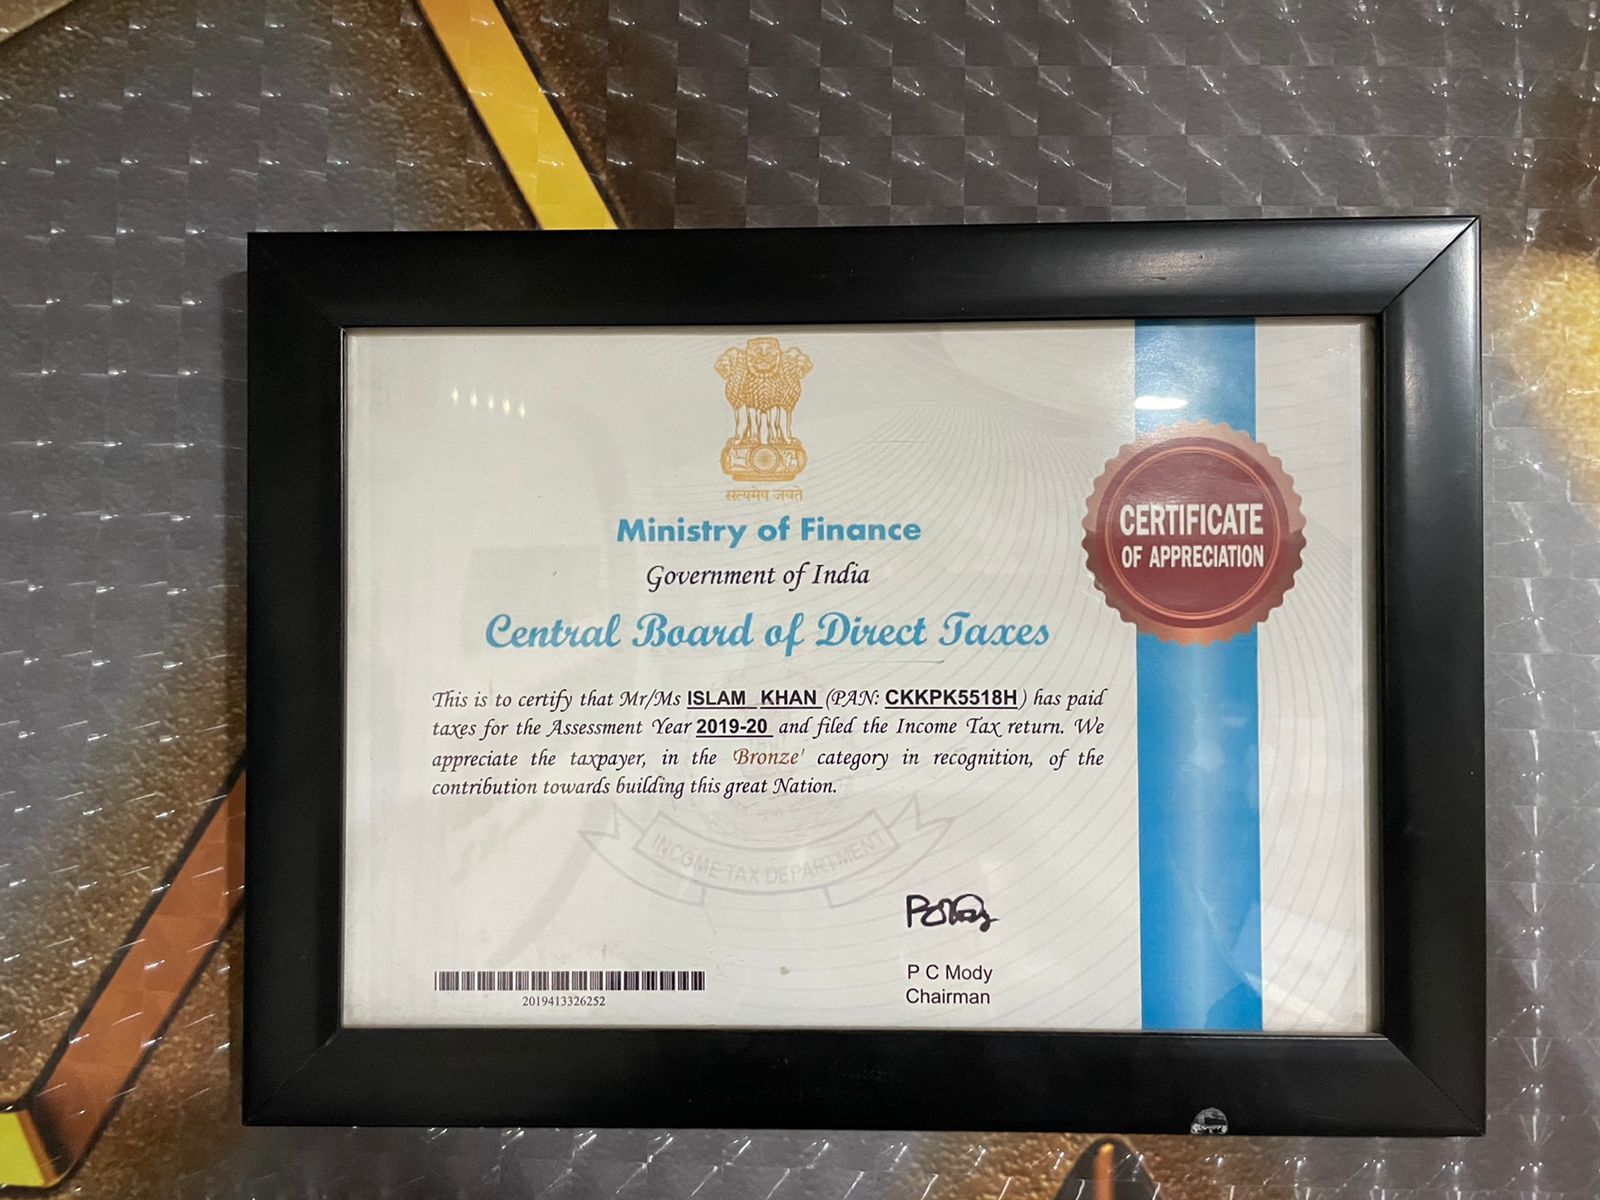 सत्यमेव जयते
Ministry of Finance
Government of India
Central Board of Direct Taxes
CERTIFICATE
OF APPRECIATION
This is to certify that Mr/Ms ISLAM KHAN (PAN: CKKPK5518H) has paid
taxes for the Assessment Year 2019-20 and filed the Income Tax return. We
appreciate the taxpayer, in the 'Bronze' category in recognition, of the
contribution towards building this great Nation.
INCOME TAX DEPARTMENT
P C Mody
Chairman
2019413326252